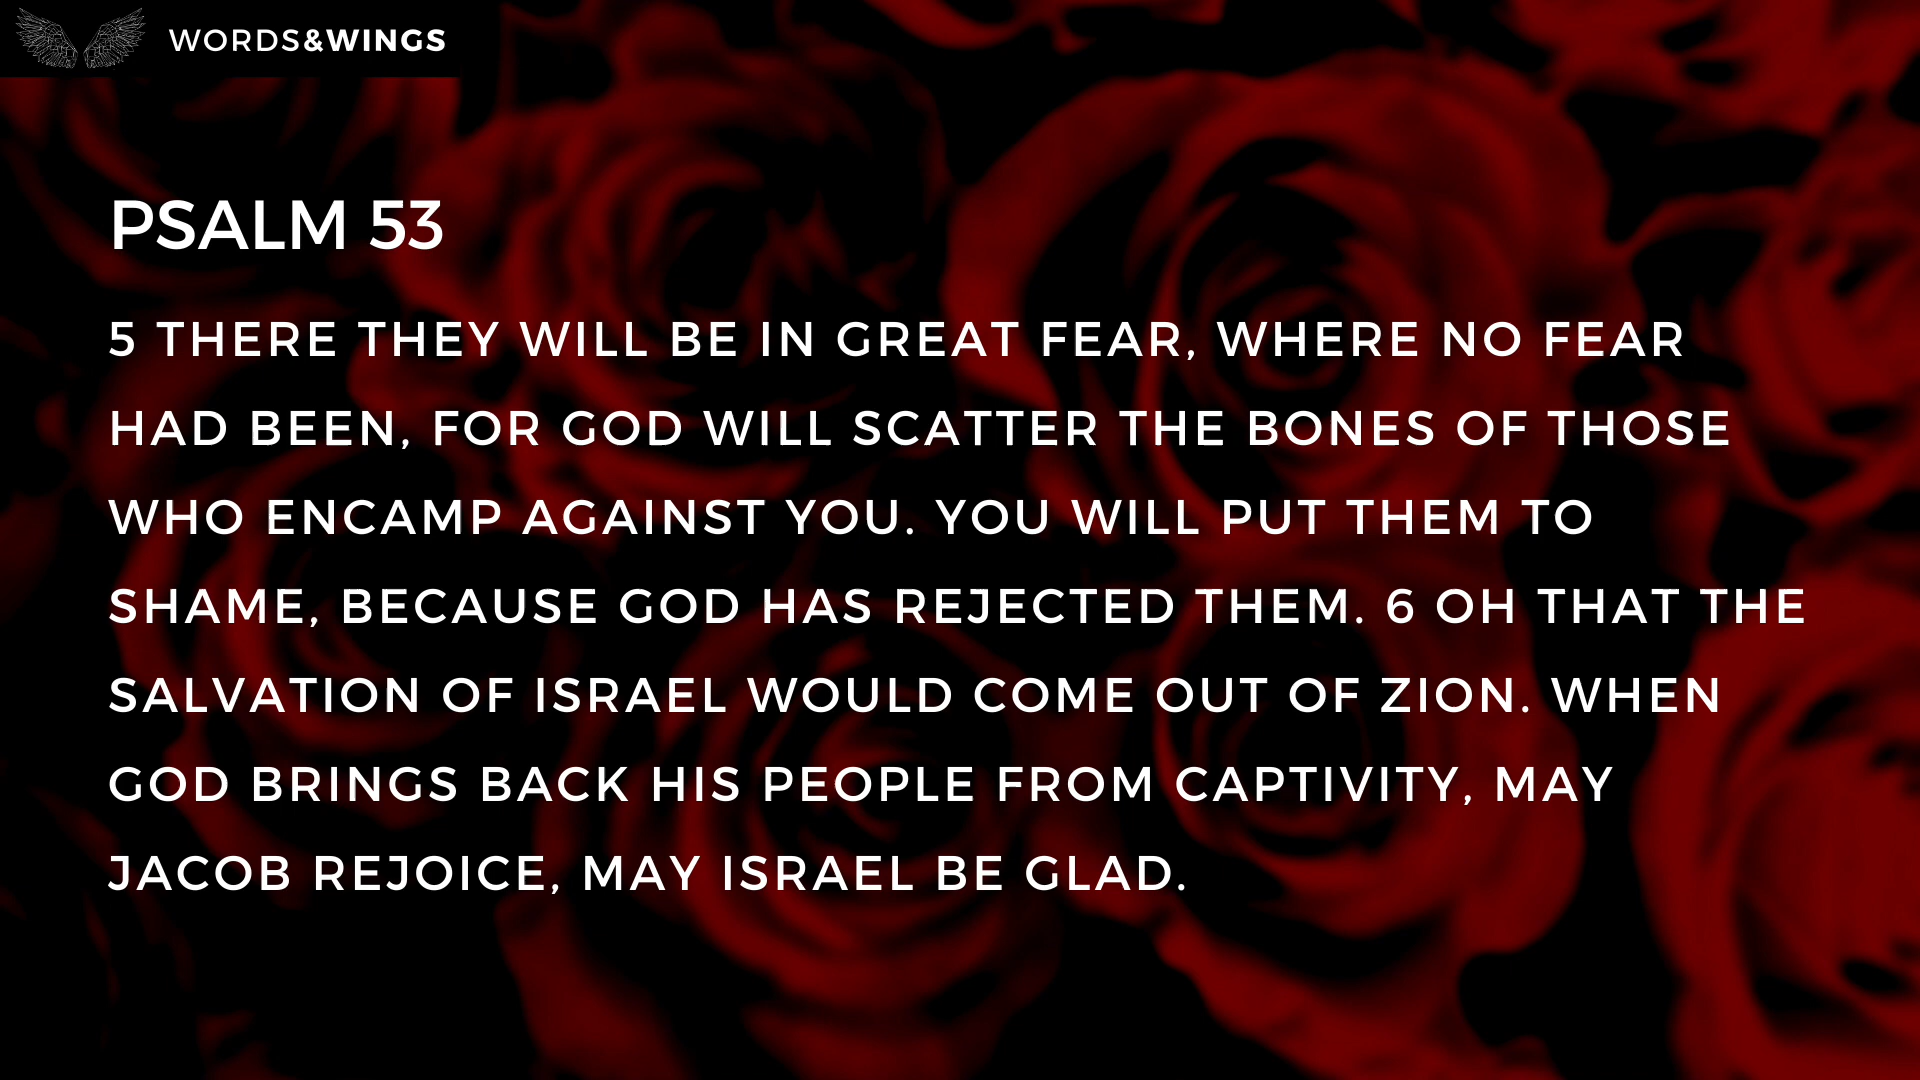 WORDS&WINGS
PSALM 53
5 THERE THEY WILL BE IN GREAT FEAR, WHERE NO FEAR
HAD BEEN, FOR GOD WILL SCATTER THE BONES OF THOSE
WHO ENCAMP AGAINST YOU. YOU WILL PUT THEM TO
SHAME, BECAUSE GOD HAS REJECTED THEM. 6 OH THAT THE
SALVATION OF ISRAEL WOULD COME OUT OF ZION. WHEN
GOD BRINGS BACK HIS PEOPLE FROM CAPTIVITY, MAY
JACOB REJOICE, MAY ISRAEL BE GLAD.